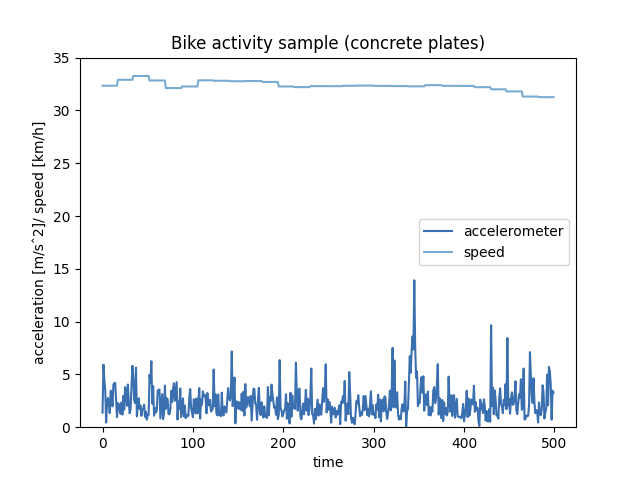 Bike activity sample (concrete plates)
35
30
25
20
15
10
5
0
acceleration [m/sˆ2]/ speed [km/h]
accelerometer
speed
0 100 200 300 400 500
time